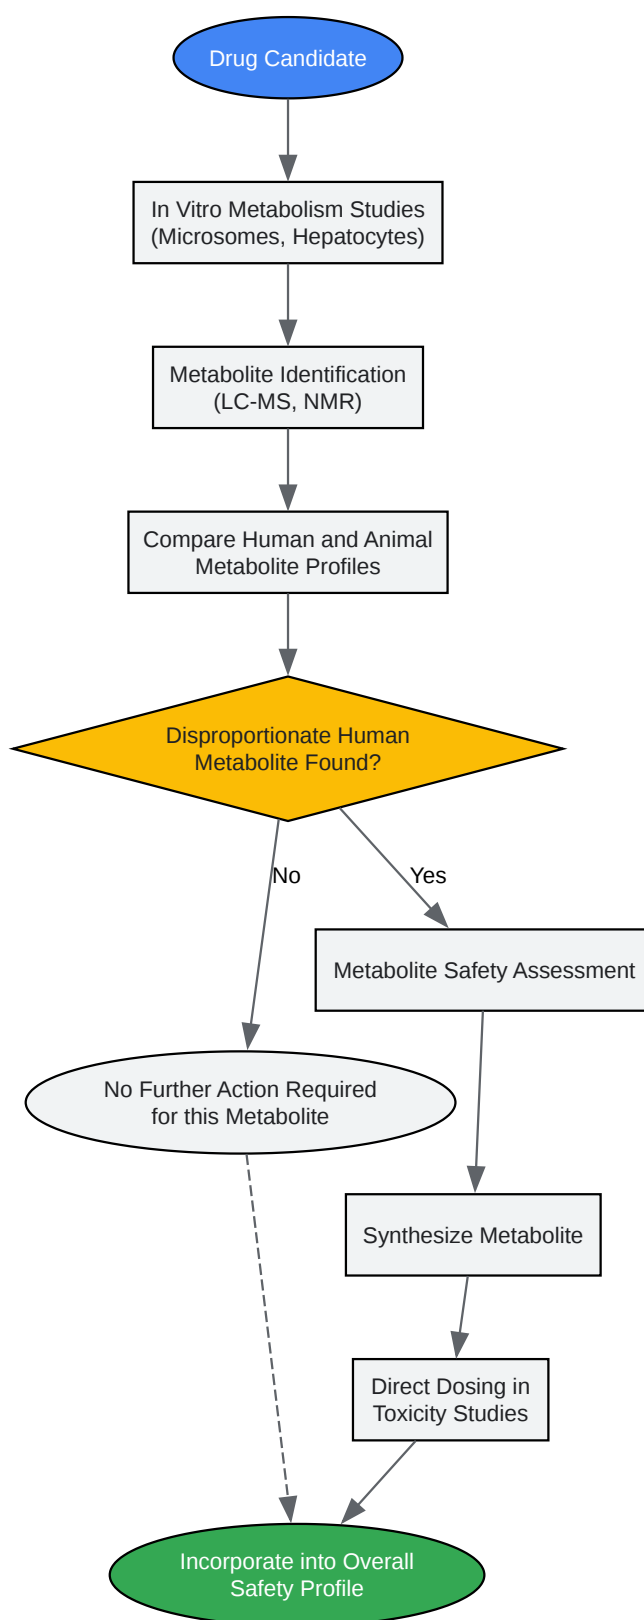 Drug Candidate
In Vitro Metabolism Studies
(Microsomes, Hepatocytes)
Metabolite Identification
(LC-MS, NMR)
Compare Human and Animal
Metabolite Profiles
Disproportionate Human
Metabolite Found?
No
Yes
Metabolite Safety Assessment
No Further Action Required
for this Metabolite
Synthesize Metabolite
Direct Dosing in
Toxicity Studies
Incorporate into Overall
Safety Profile